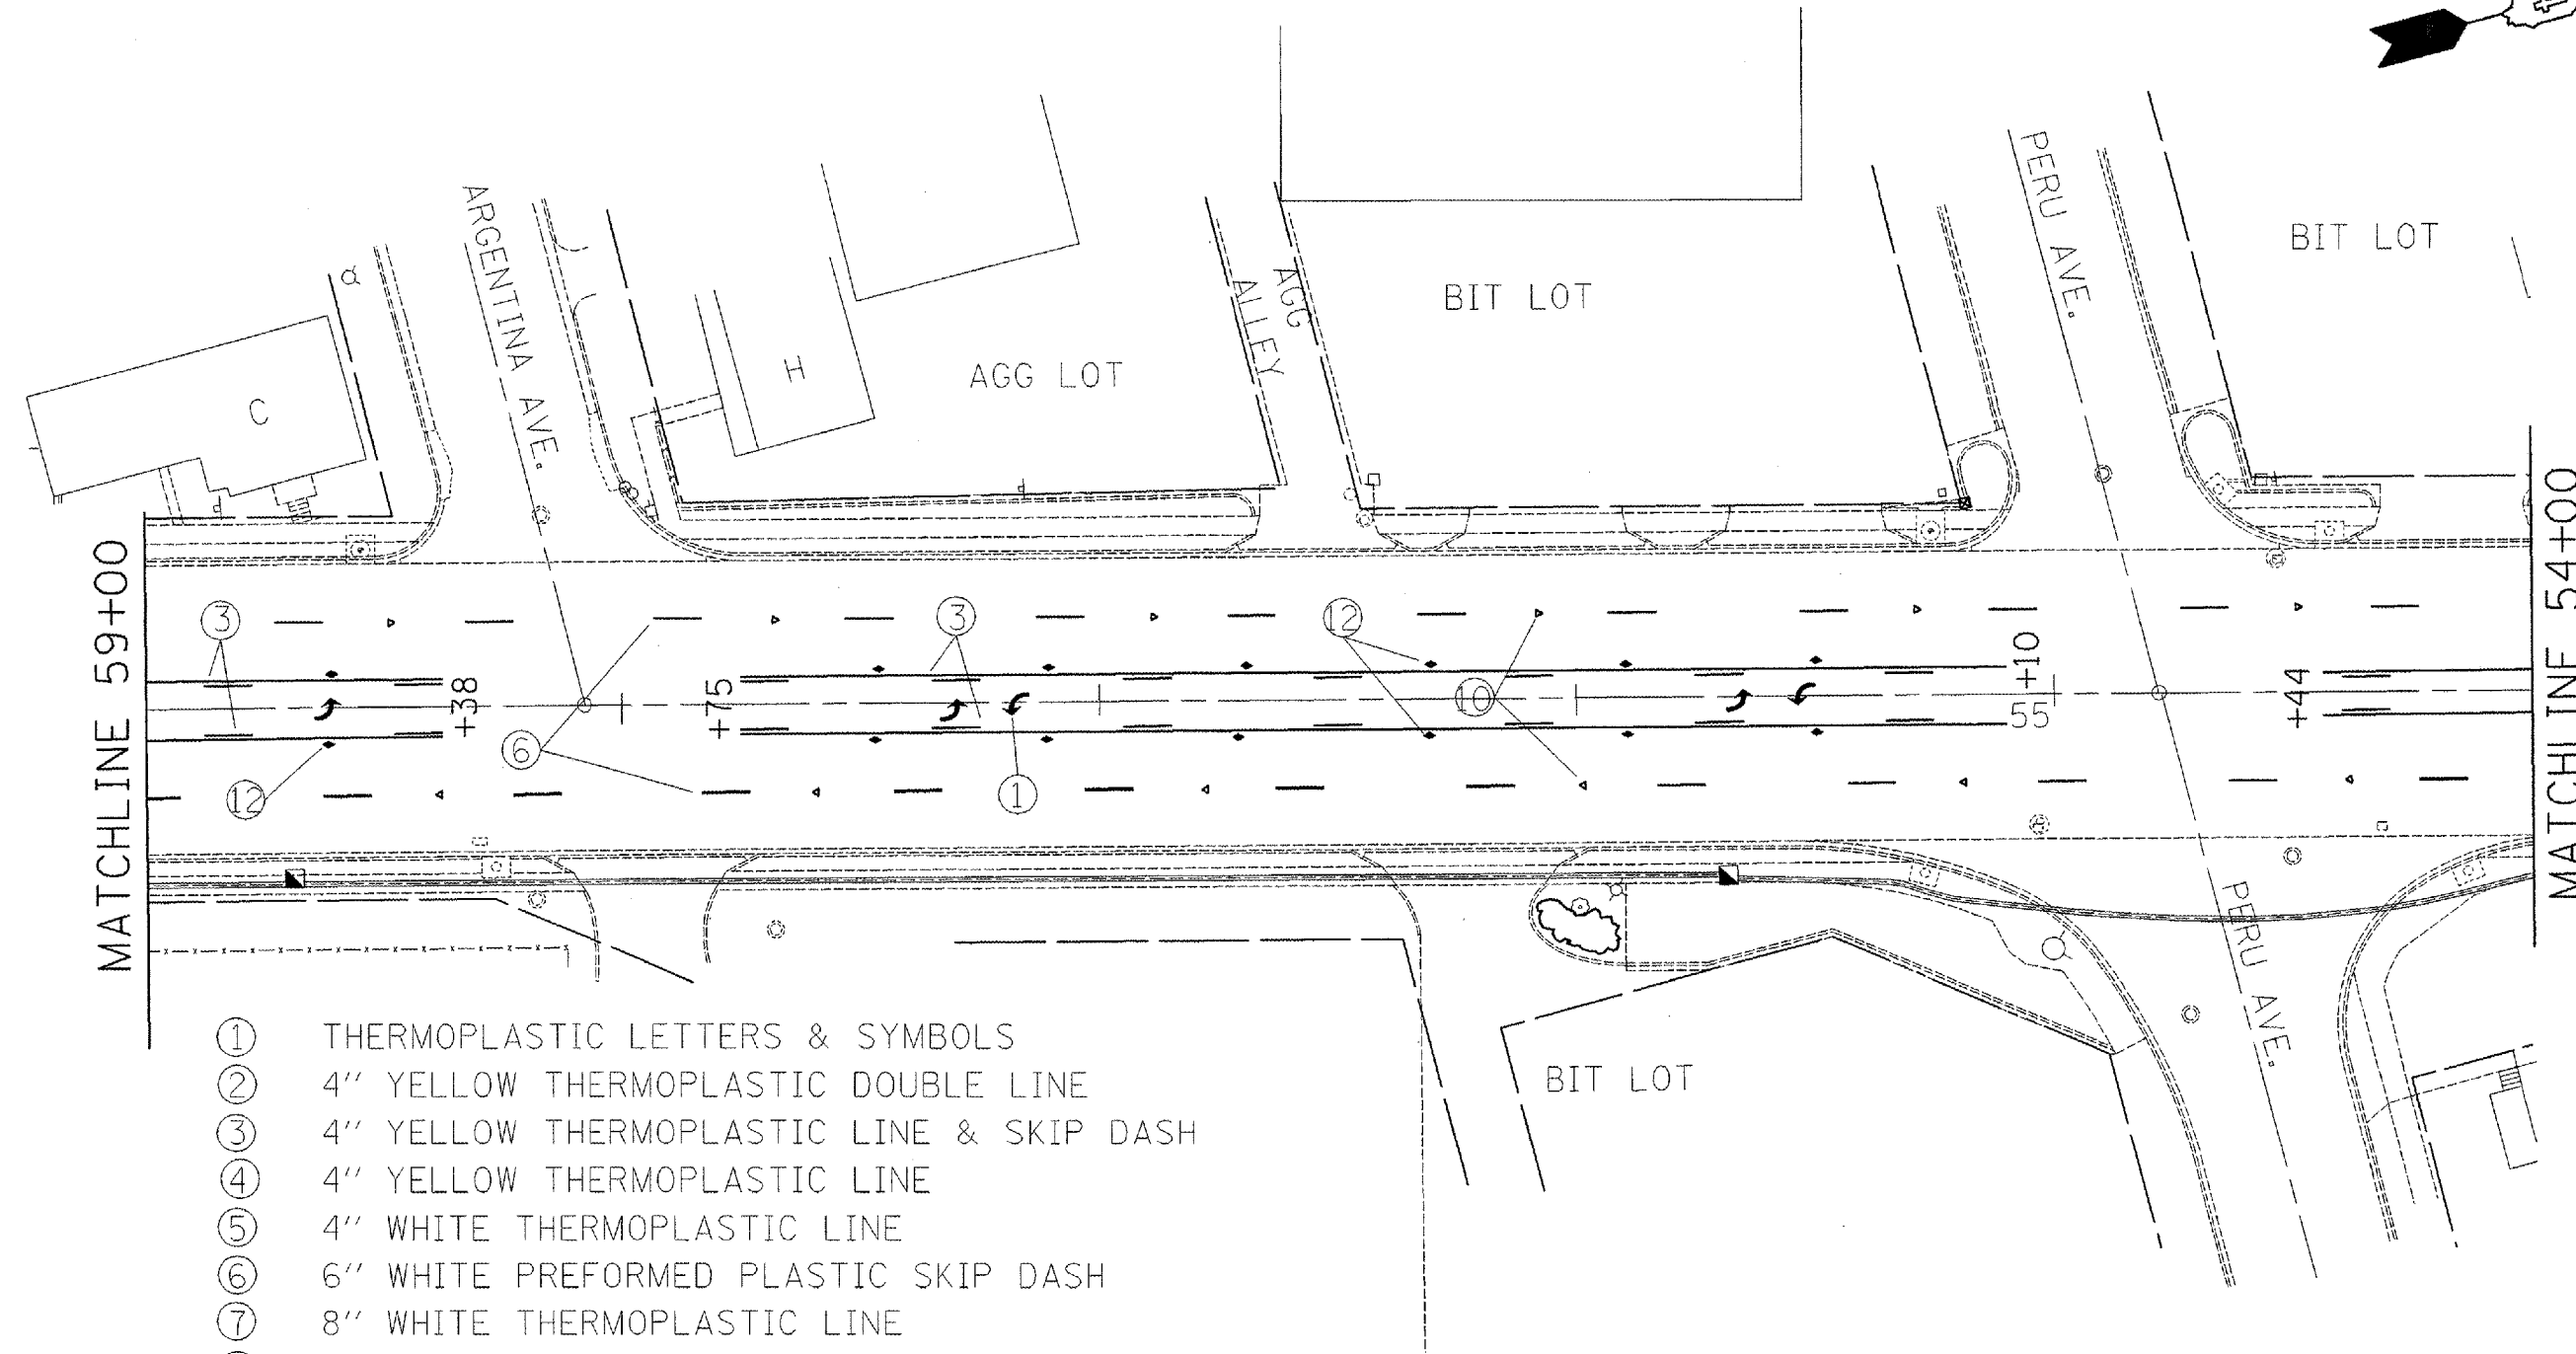 PERU AVE.
BIT LOT
ARGENTINA AVE.
AGG
ALLEY
BIT LOT
H
AGG LOT
C
MATCHLINE 59+00
MATCHLINE 54+00
3
3
12
+38
+75
10
+10
55
+44
6
12
1
PERU AVE.
BIT LOT
1 THERMOPLASTIC LETTERS & SYMBOLS
2 4" YELLOW THERMOPLASTIC DOUBLE LINE
3 4" YELLOW THERMOPLASTIC LINE & SKIP DASH
4 4" YELLOW THERMOPLASTIC LINE
5 4" WHITE THERMOPLASTIC LINE
6 6" WHITE PREFORMED PLASTIC SKIP DASH
7 8" WHITE THERMOPLASTIC LINE